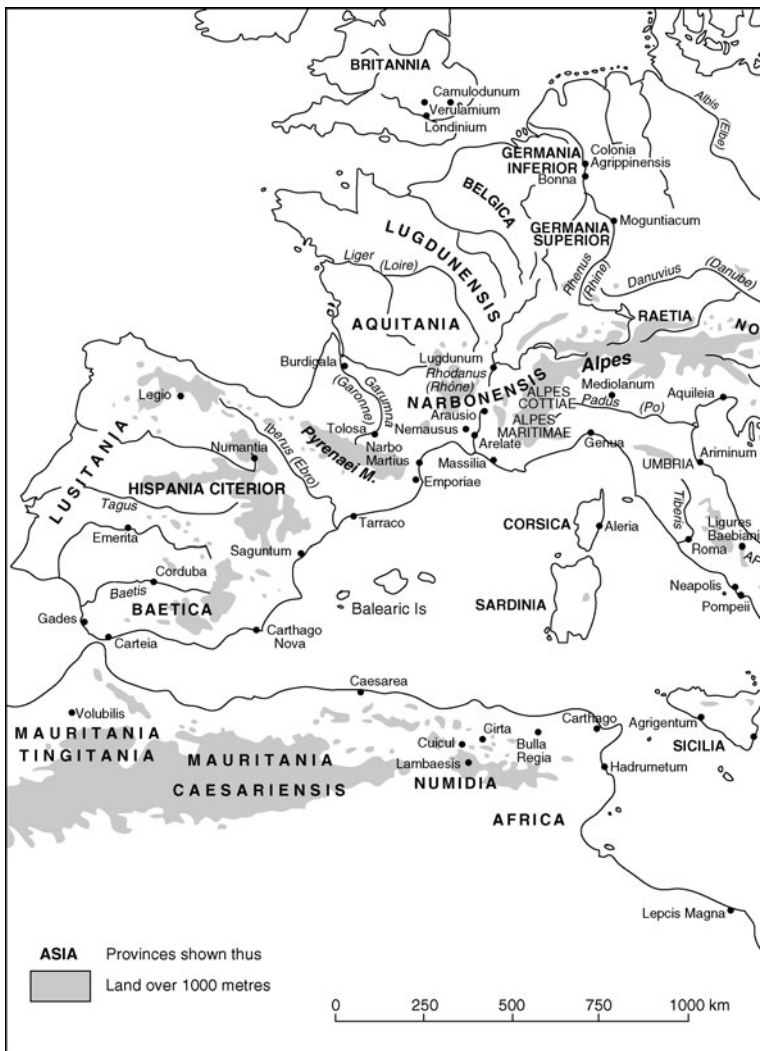 BRITANNIA
Camulodunum
Verulamium
Londinium
Albis
(Elbe)
GERMANIA
INFERIOR
Colonia
Agrippinensis
Bonna
BELGICA
GERMANIA
SUPERIOR
Moguntiacum
LUGDUNENSIS
Liger
(Loire)
Rhenus
(Rhine)
Danuvius
(Danube)
RAETIA
NO
AQUITANIA
Burdigala
Lugdunum
Rhodanus
(Rhône)
Alpes
Mediolanum
Aquileia
Legio
Garumna
(Garonne)
NARBONENSIS
ALPES
COTTIAE
Padus
(Po)
Arausio
Nemausus
ALPES
MARITIMAE
Tolosa
Arelate
Genua
Ariminum
Iberus (Ebro)
Pyrenaei M.
Narbo
Martius
Massilia
UMBRIA
Numantia
LUSITANIA
HISPANIA CITERIOR
Emporiae
Tiberis
Tagus
Tarraco
CORSICA
Aleria
Ligures
Baebiani
Emerita
Roma
AP
Saguntum
Corduba
Baetis
BAETICA
Balearic Is
SARDINIA
Neapolis
Pompeii
Gades
Carteia
Carthago
Nova
Caesarea
Volubilis
MAURITANIA
TINGITANIA
MAURITANIA
CAESARIENSIS
Cirta
Cuicul
Lambaesis
Bulla
Regia
Carthago
Agrigentum
SICILIA
NUMIDIA
Hadrumetum
AFRICA
Lepcis Magna
ASIA Provinces shown thus
Land over 1000 metres
0 250 500 750 1000 km